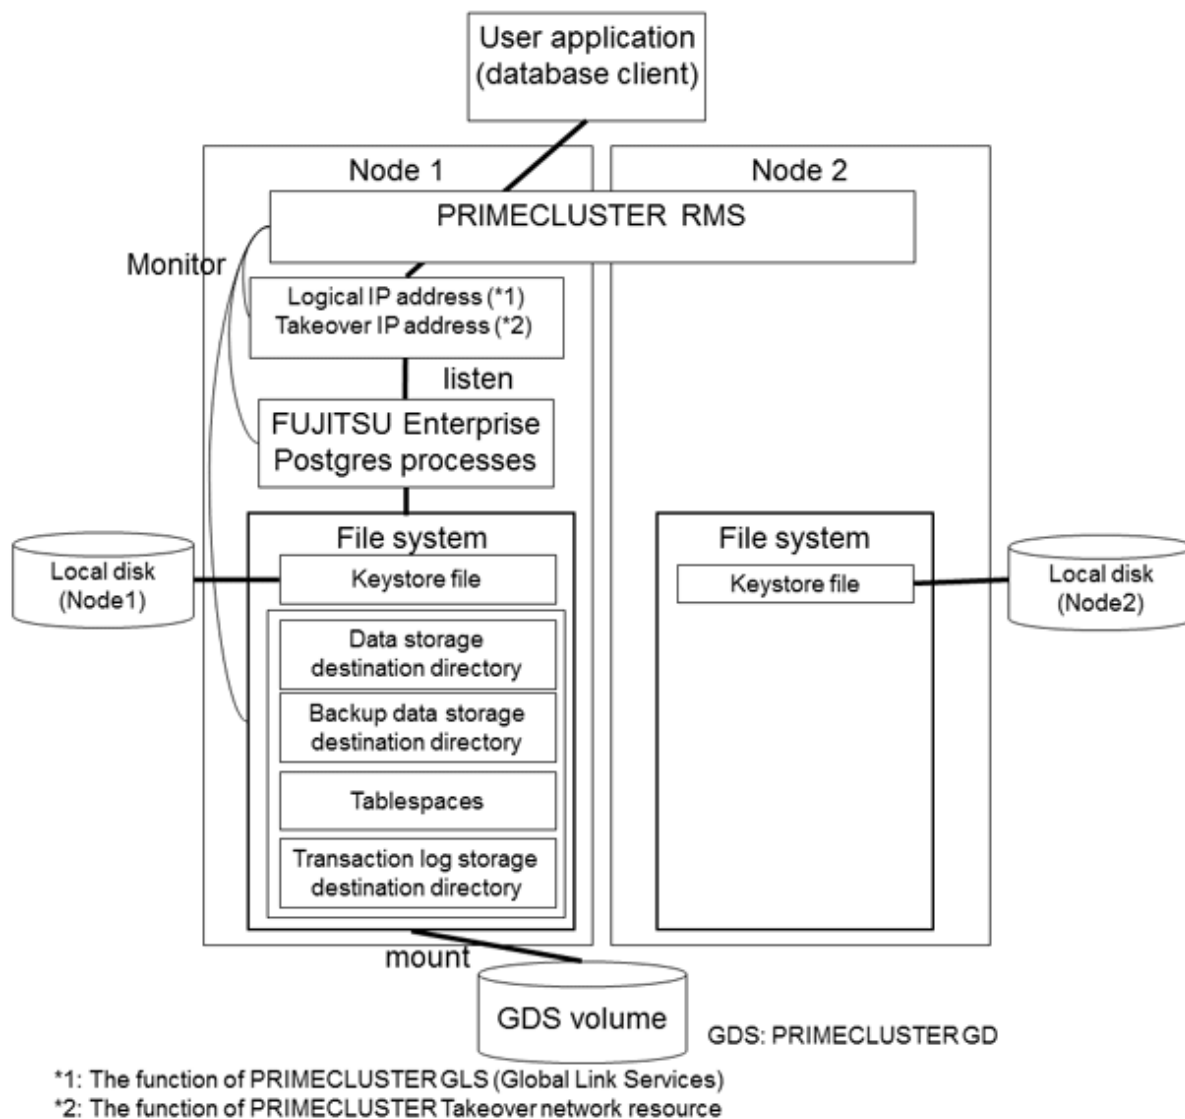 User application
(database client)
Node 1
Node 2
PRIMECLUSTER RMS
Monitor
Logical IP address (*1)
Takeover IP address (*2)
listen
FUJITSU Enterprise
Postgres processes
File system
File system
Local disk
(Node1)
Keystore file
Keystore file
Local disk
(Node2)
Data storage
destination directory
Backup data storage
destination directory
Tablespaces
Transaction log storage
destination directory
mount
GDS volume
GDS: PRIMECLUSTER GD
*1: The function of PRIMECLUSTER GLS (Global Link Services)
*2: The function of PRIMECLUSTER Takeover network resource